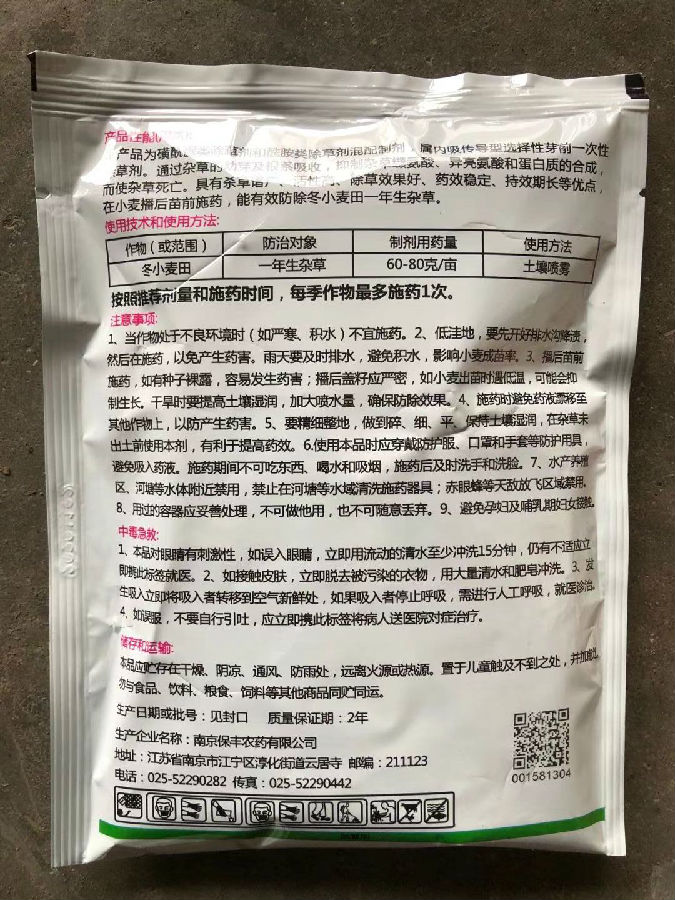 产品性能
产品为磺酰脲类除草剂和酰胺类除草剂混配制剂，属内吸传导型选择性芽前一次性
草剂。通过杂草的幼芽及根茎吸收，抑制杂草缬氨酸、异亮氨酸和蛋白质的合成，
而使杂草死亡。具有杀草谱广、活性高、除草效果好、药效稳定、持效期长等优点，
在小麦播后苗前施药，能有效防除冬小麦田一年生杂草。
使用技术和使用方法：
作物（或范围） 防治对象 制剂用药量 使用方法
冬小麦田 一年生杂草 60-80克/亩 土壤喷雾
按照推荐剂量和施药时间，每季作物最多施药1次。
注意事项：
1、当作物处于不良环境时（如严寒、积水）不宜施药。2、低洼地，要先开好排水沟降渍，
然后在施药，以免产生药害。雨天要及时排水，避免积水，影响小麦成苗率。3、播后苗前
施药，如有种子裸露，容易发生药害；播后盖籽应严密，如小麦出苗时遇低温，可能会抑
制生长。干旱时要提高土壤湿润，加大喷水量，确保防除效果。4、施药时避免药液漂移至
其他作物上，以防产生药害。5、要精细整地，做到碎、细、平、保持土壤湿润，在杂草未
出土前使用本剂，有利于提高药效。6.使用本品时应穿戴防护服、口罩和手套等防护用具，
避免吸入药液。施药期间不可吃东西、喝水和吸烟，施药后及时洗手和洗脸。7、水产养殖
区、河塘等水体附近禁用，禁止在河塘等水域清洗施药器具；赤眼蜂等天敌放飞区域禁用。
8、用过的容器应妥善处理，不可做他用，也不可随意丢弃。9、避免孕妇及哺乳期妇女接触。
中毒急救：
1、本品对眼睛有刺激性，如误入眼睛，立即用流动的清水至少冲洗15分钟，仍有不适应立
即携此标签就医。2、如接触皮肤，立即脱去被污染的衣物，用大量清水和肥皂冲洗。3、发
生吸入立即将吸入者转移到空气新鲜处，如果吸入者停止呼吸，需进行人工呼吸，就医诊治。
4、如误服，不要自行引吐，应立即携此标签将病人送医院对症治疗。
储存和运输：
本品应贮存在干燥、阴凉、通风、防雨处，远离火源或热源。置于儿童触及不到之处，并加锁。
勿与食品、饮料、粮食、饲料等其他商品同贮同运。
生产日期或批号：见封口 质量保证期：2年
生产企业名称：南京保丰农药有限公司
地址：江苏省南京市江宁区淳化街道云居寺 邮编：211123
电话：025-52290282 传真：025-52290442
001581304